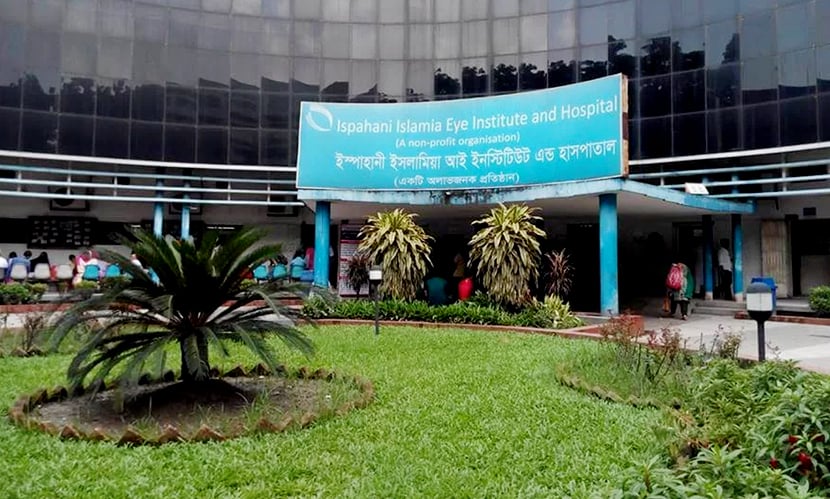 Ispahani Islamia Eye Institute and Hospital
(A non-profit organisation)
ইস্পাহানী ইসলামিয়া আই ইনস্টিটিউট এন্ড হাসপাতাল
(একটি অলাভজনক প্রতিষ্ঠান)